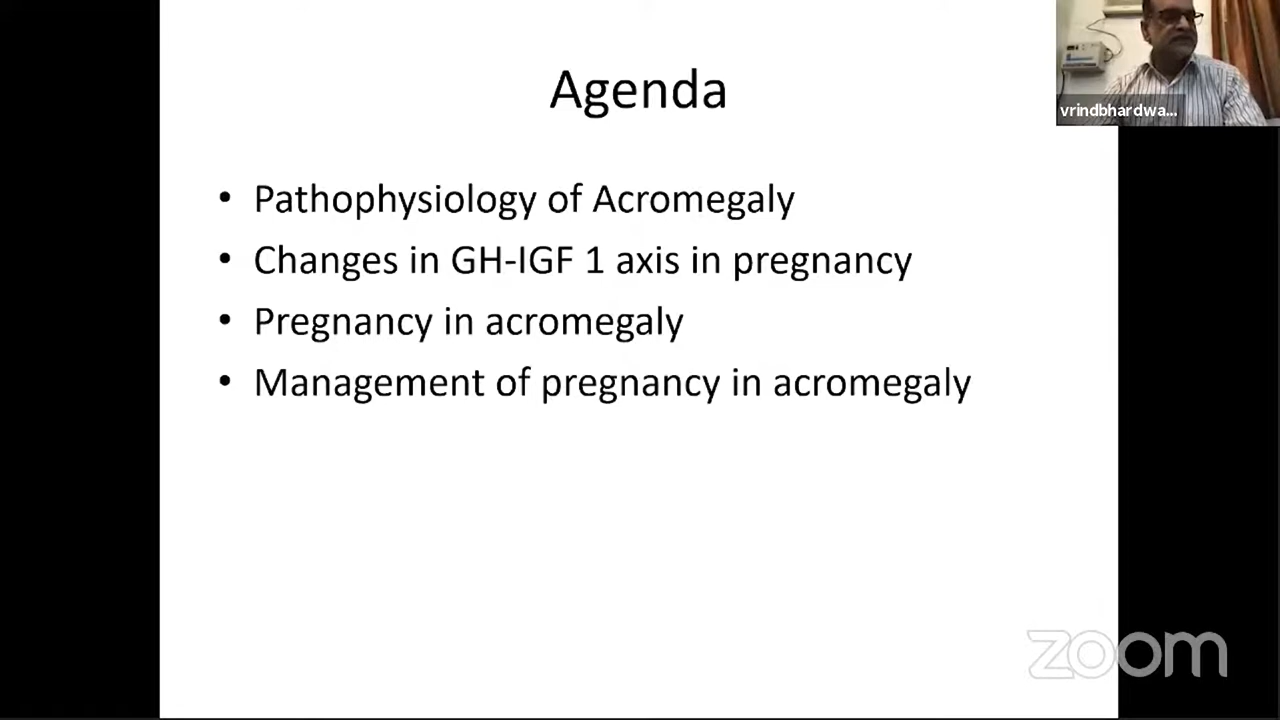 Agenda
vrindbhardwa...
• Pathophysiology of Acromegaly
• Changes in GH-IGF 1 axis in pregnancy
• Pregnancy in acromegaly
• Management of pregnancy in acromegaly
zoom